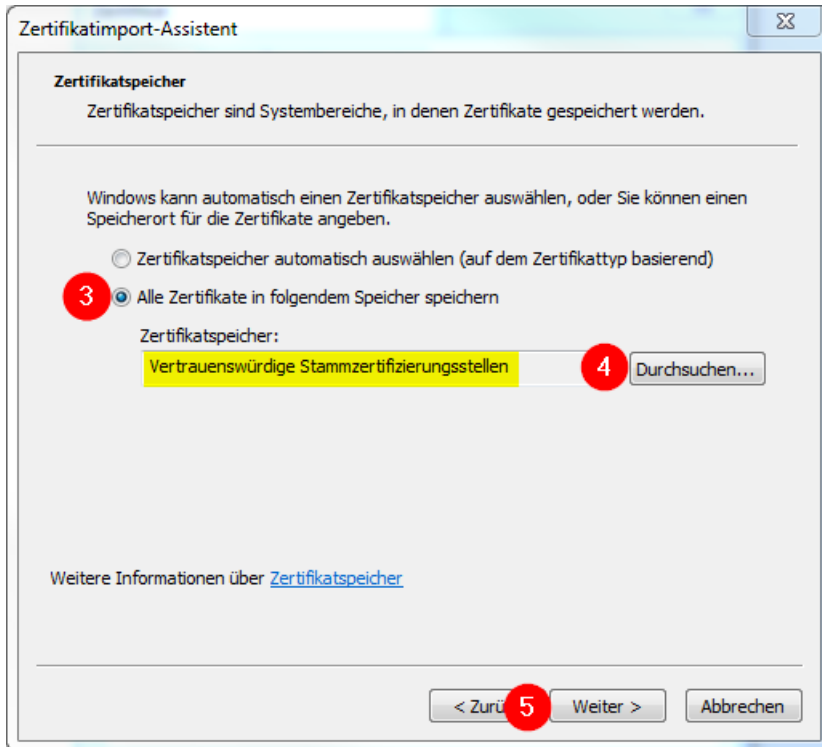 Zertifikatimport-Assistent
Zertifikatspeicher
Zertifikatspeicher sind Systembereiche, in denen Zertifikate gespeichert werden.
Windows kann automatisch einen Zertifikatspeicher auswählen, oder Sie können einen
Speicherort für die Zertifikate angeben.
Zertifikatspeicher automatisch auswählen (auf dem Zertifikattyp basierend)
3 Alle Zertifikate in folgendem Speicher speichern
Zertifikatspeicher:
Vertrauenswürdige Stammzertifizierungsstellen 4 Durchsuchen...
Weitere Informationen über Zertifikatspeicher
< Zurü 5 Weiter > Abbrechen